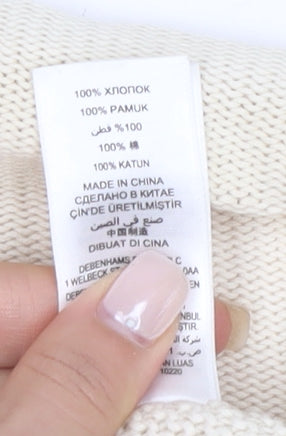 100% ХЛОПОК
100% PAMUK
%100 قطن
100% 棉
100% KATUN
MADE IN CHINA
СДЕЛАНО В КИТАЕ
ÇİN'DE ÜRETİLMİŞTİR
صنع في الصين
中国制造
DIBUAT DI CINA
DEBENHAMS C
1 WELBECK
10220